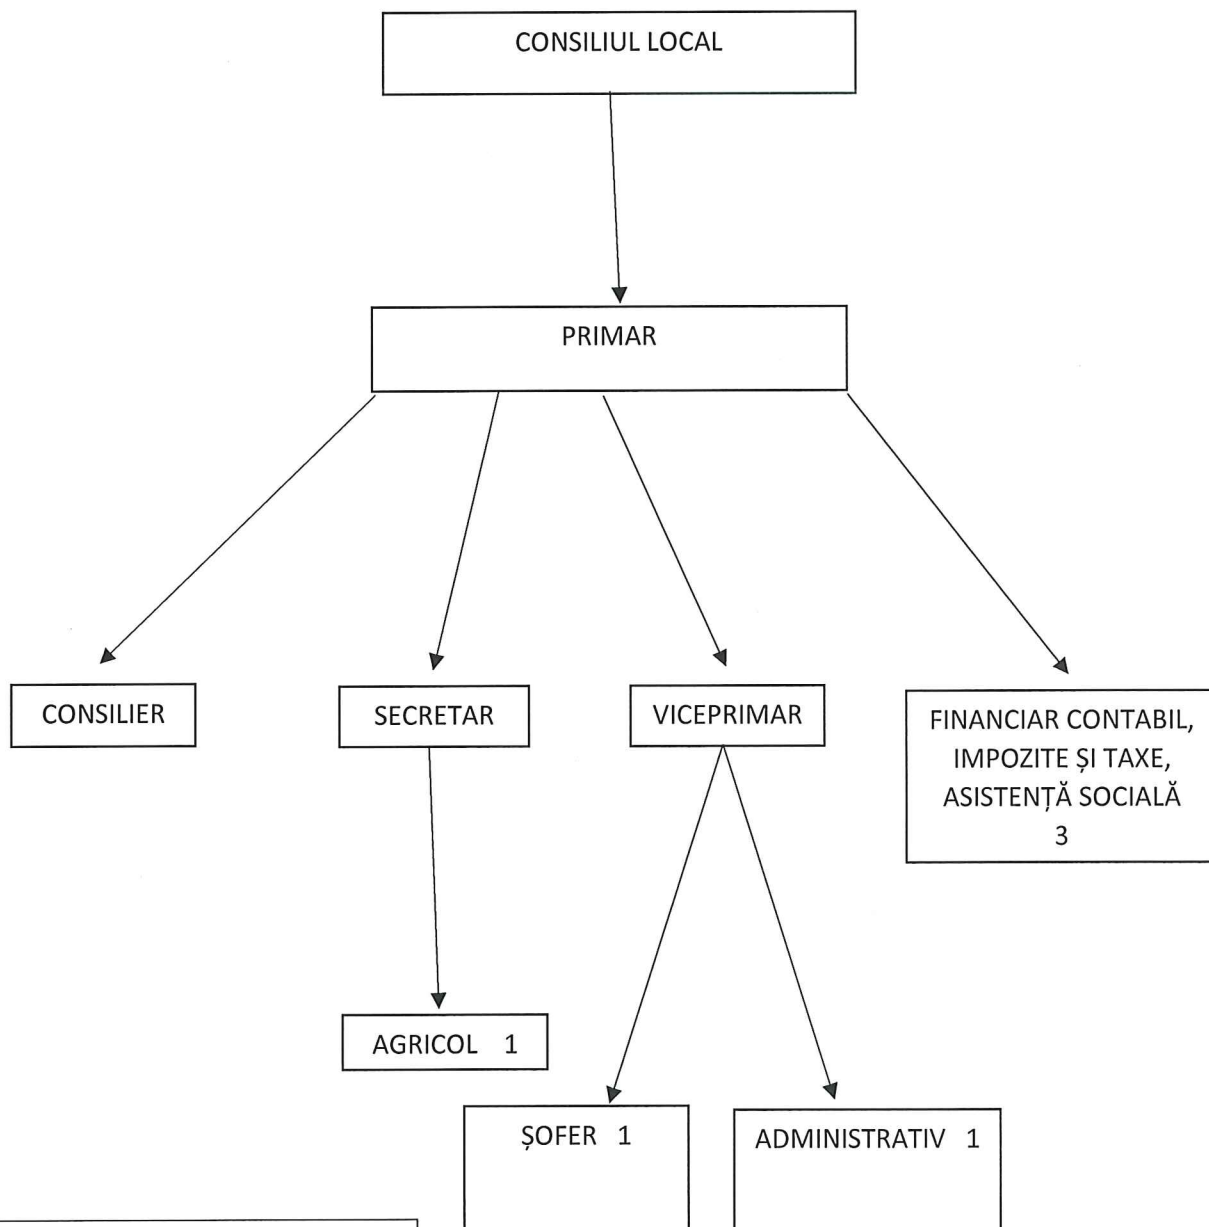 CONSILIUL LOCAL
PRIMAR
CONSILIER
SECRETAR
VICEPRIMAR
FINANCIAR CONTABIL,
IMPOZITE ȘI TAXE,
ASISTENȚĂ SOCIALĂ
3
AGRICOL 1
ȘOFER 1
ADMINISTRATIV 1